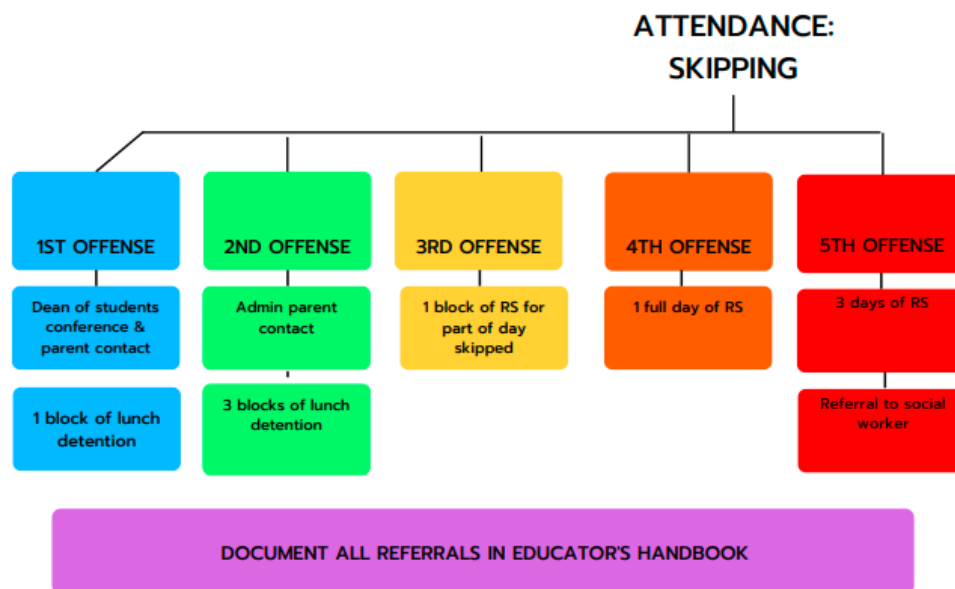 ATTENDANCE:
SKIPPING
1ST OFFENSE
Dean of students
conference &
parent contact
1 block of lunch
detention
2ND OFFENSE
Admin parent
contact
3 blocks of lunch
detention
3RD OFFENSE
1 block of RS for
part of day
skipped
4TH OFFENSE
1 full day of RS
5TH OFFENSE
3 days of RS
Referral to social
worker
DOCUMENT ALL REFERRALS IN EDUCATOR'S HANDBOOK